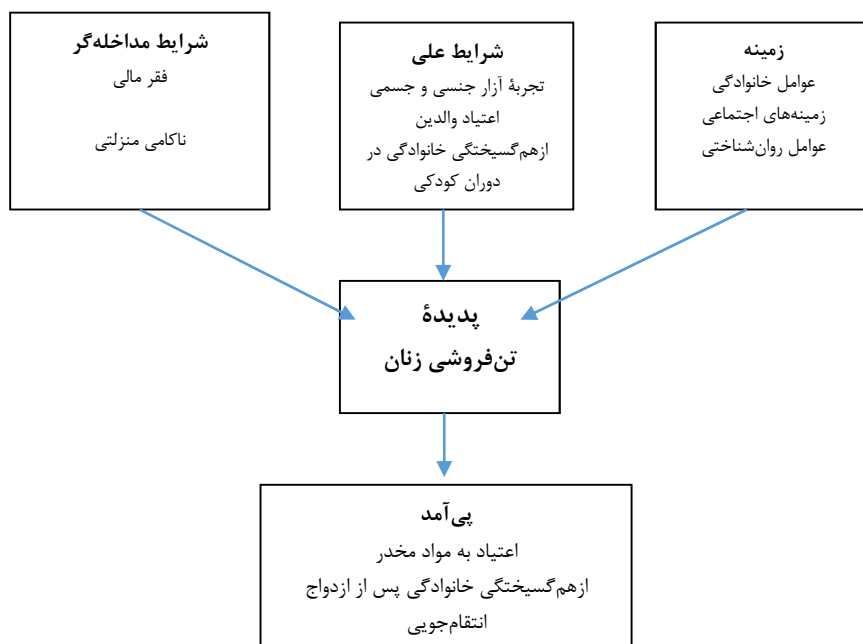 زمینه
عوامل خانوادگی
زمینه‌های اجتماعی
عوامل روان‌شناختی
شرایط علی
تجربۀ آزار جنسی و جسمی
اعتیاد والدین
ازهم‌گسیختگی خانوادگی در
دوران کودکی
شرایط مداخله‌گر
فقر مالی
ناکامی منزلتی
پدیدۀ
تن‌فروشی زنان
پی‌آمد
اعتیاد به مواد مخدر
ازهم‌گسیختگی خانوادگی پس از ازدواج
انتقام‌جویی